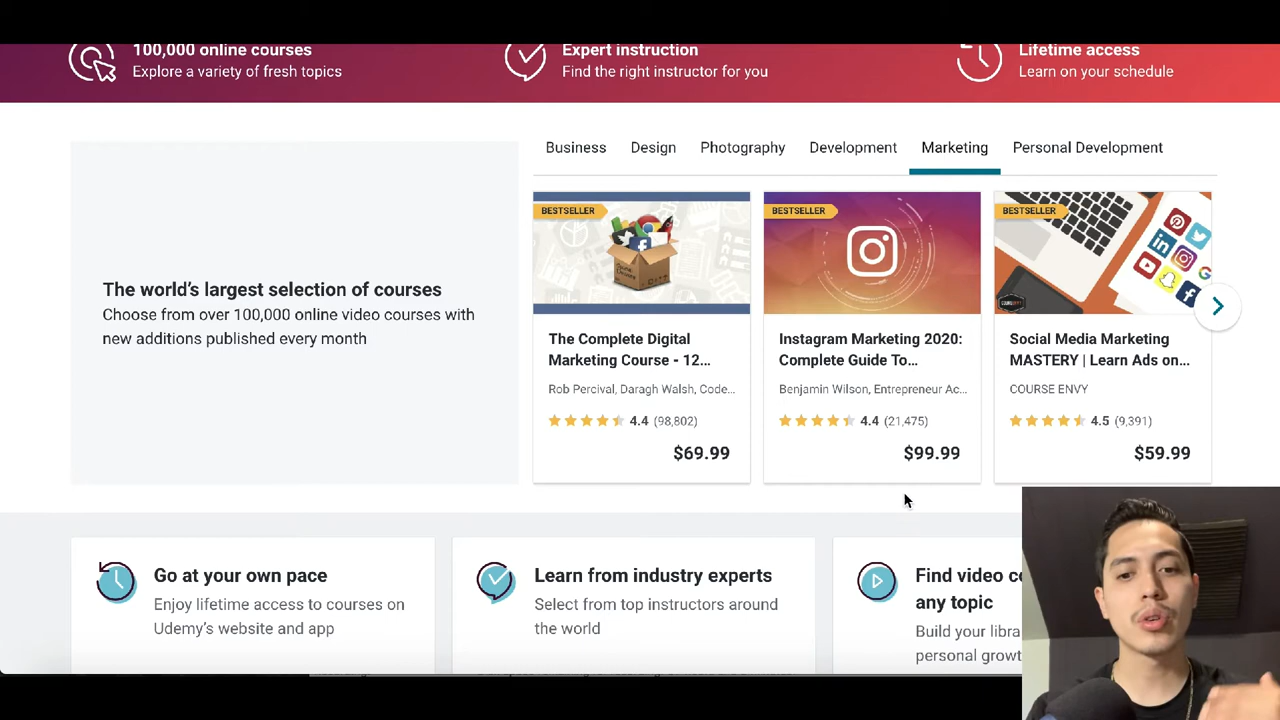 100,000 online courses
Explore a variety of fresh topics
Expert instruction
Find the right instructor for you
Lifetime access
Learn on your schedule
The world's largest selection of courses
Choose from over 100,000 online video courses with
new additions published every month
Business Design Photography Development Marketing Personal Development
BESTSELLER
The Complete Digital
Marketing Course - 12...
Rob Percival, Daragh Walsh, Code...
4.4 (98,802)
$69.99
BESTSELLER
Instagram Marketing 2020:
Complete Guide To...
Benjamin Wilson, Entrepreneur Ac...
4.4 (21,475)
$99.99
BESTSELLER
Social Media Marketing
MASTERY | Learn Ads on...
COURSE ENVY
4.5 (9,391)
$59.99
Go at your own pace
Enjoy lifetime access to courses on
Udemy's website and app
Learn from industry experts
Select from top instructors around
the world
Find video
any topic
Build your
personal